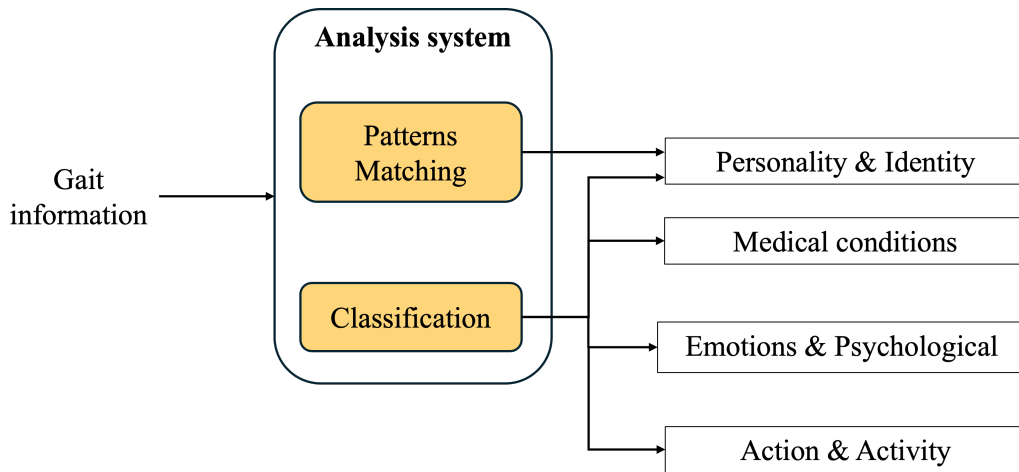 Analysis system
Patterns
Matching
Personality & Identity
Gait
information
Medical conditions
Classification
Emotions & Psychological
Action & Activity